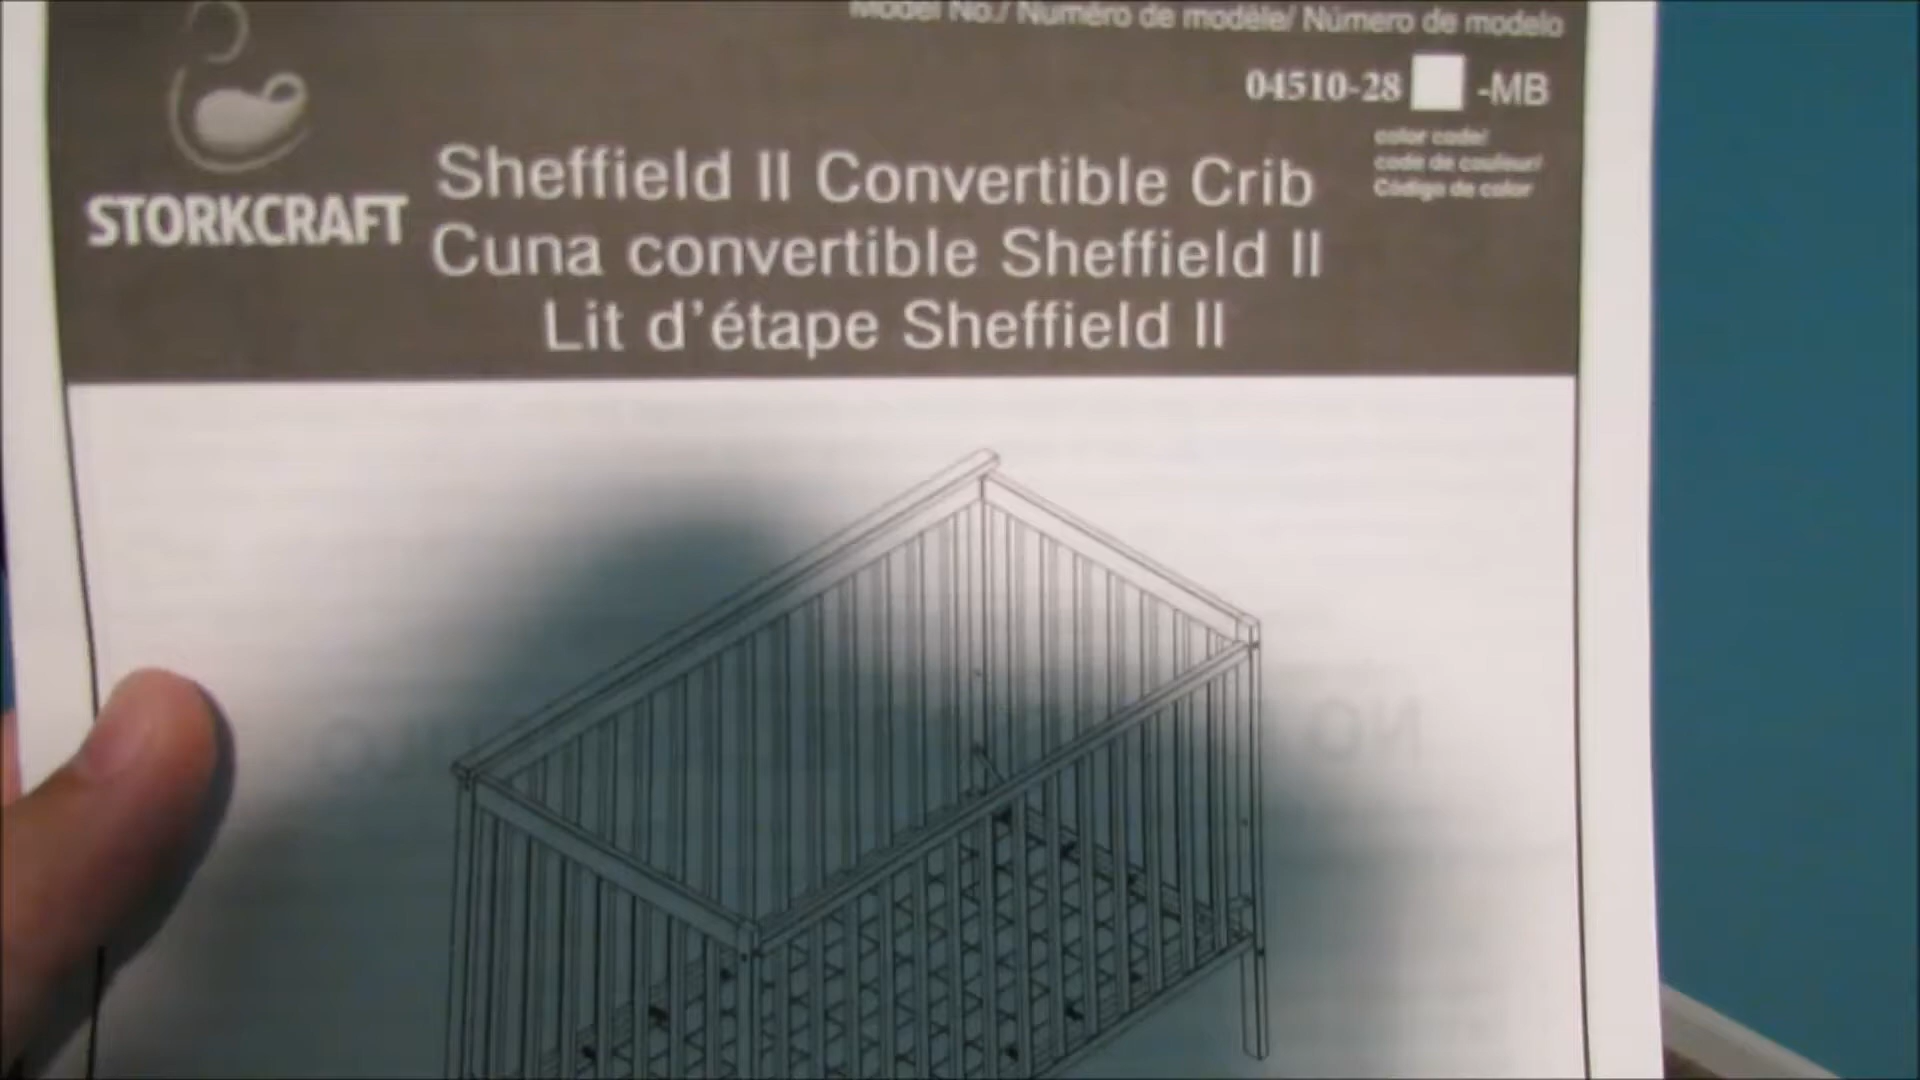 Model No./ Numéro de modèle/ Número de modelo
04510-28 -MB
color code/
code de couleur/
Código de color
STORKCRAFT
Sheffield II Convertible Crib
Cuna convertible Sheffield II
Lit d'étape Sheffield II
NO